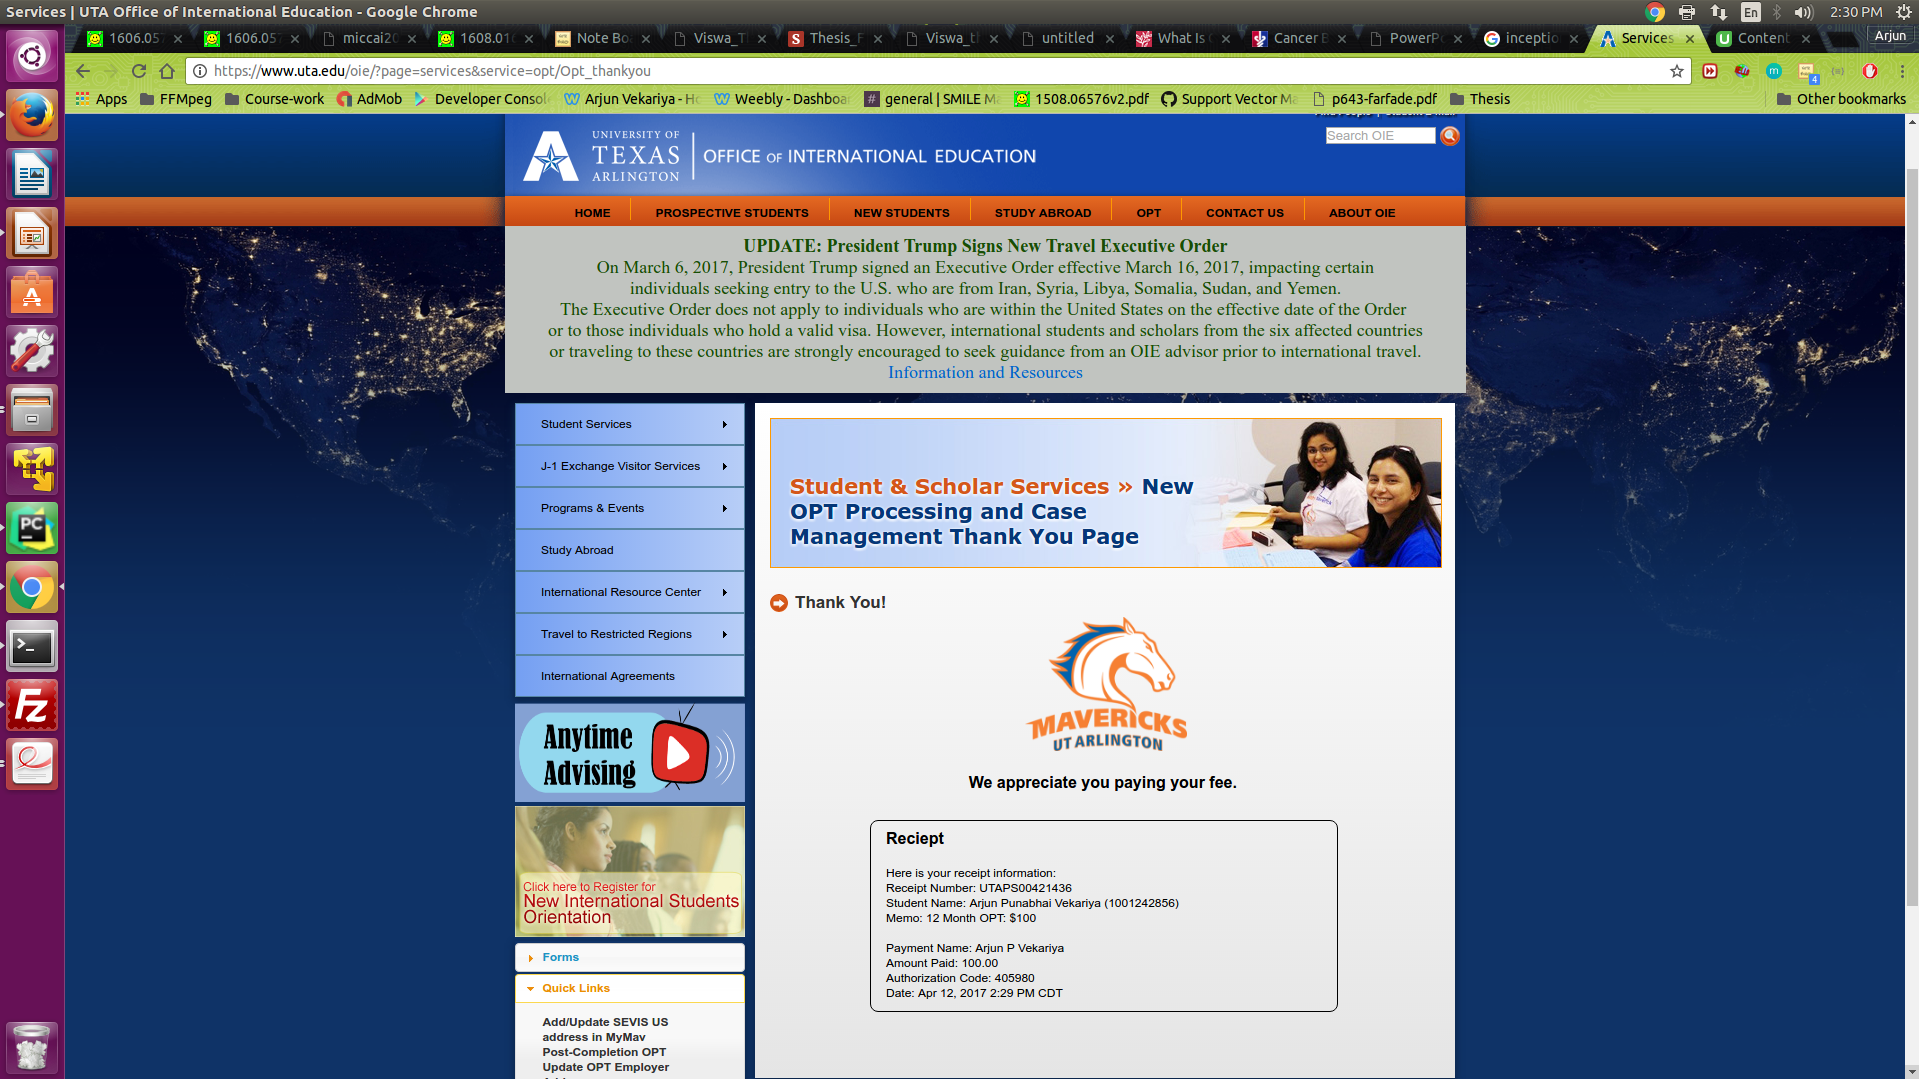 Services | UTA Office of International Education - Google Chrome
En
2:30 PM
1606.057
1606.057
miccai20
1608.016
Note Bo
Viswa_T
Thesis_F
Viswa_t
untitled
What Is
Cancer
PowerP
inceptio
Services
Content
Arjun
https://www.uta.edu/oie/?page=services&service=opt/Opt_thankyou
4
Apps
FFMpeg
Course-work
AdMob
Developer Consol
Arjun Vekariya - Ho
Weebly - Dashboar
general | SMILE Ma
1508.06576v2.pdf
Support Vector Ma
p643-farfade.pdf
Thesis
Other bookmarks
UNIVERSITY OF
TEXAS
ARLINGTON
OFFICE OF INTERNATIONAL EDUCATION
Search OIE
HOME
PROSPECTIVE STUDENTS
NEW STUDENTS
STUDY ABROAD
OPT
CONTACT US
ABOUT OIE
UPDATE: President Trump Signs New Travel Executive Order
On March 6, 2017, President Trump signed an Executive Order effective March 16, 2017, impacting certain
individuals seeking entry to the U.S. who are from Iran, Syria, Libya, Somalia, Sudan, and Yemen.
The Executive Order does not apply to individuals who are within the United States on the effective date of the Order
or to those individuals who hold a valid visa. However, international students and scholars from the six affected countries
or traveling to these countries are strongly encouraged to seek guidance from an OIE advisor prior to international travel.
Information and Resources
Student Services
J-1 Exchange Visitor Services
Programs & Events
Study Abroad
International Resource Center
Travel to Restricted Regions
International Agreements
Anytime
Advising
Click here to Register for
New International Students
Orientation
Forms
Quick Links
Add/Update SEVIS US
address in MyMav
Post-Completion OPT
Update OPT Employer
Student & Scholar Services » New
OPT Processing and Case
Management Thank You Page
Thank You!
MAVERICKS
UT ARLINGTON
We appreciate you paying your fee.
Reciept
Here is your receipt information:
Receipt Number: UTAPS00421436
Student Name: Arjun Punabhai Vekariya (1001242856)
Memo: 12 Month OPT: $100
Payment Name: Arjun P Vekariya
Amount Paid: 100.00
Authorization Code: 405980
Date: Apr 12, 2017 2:29 PM CDT